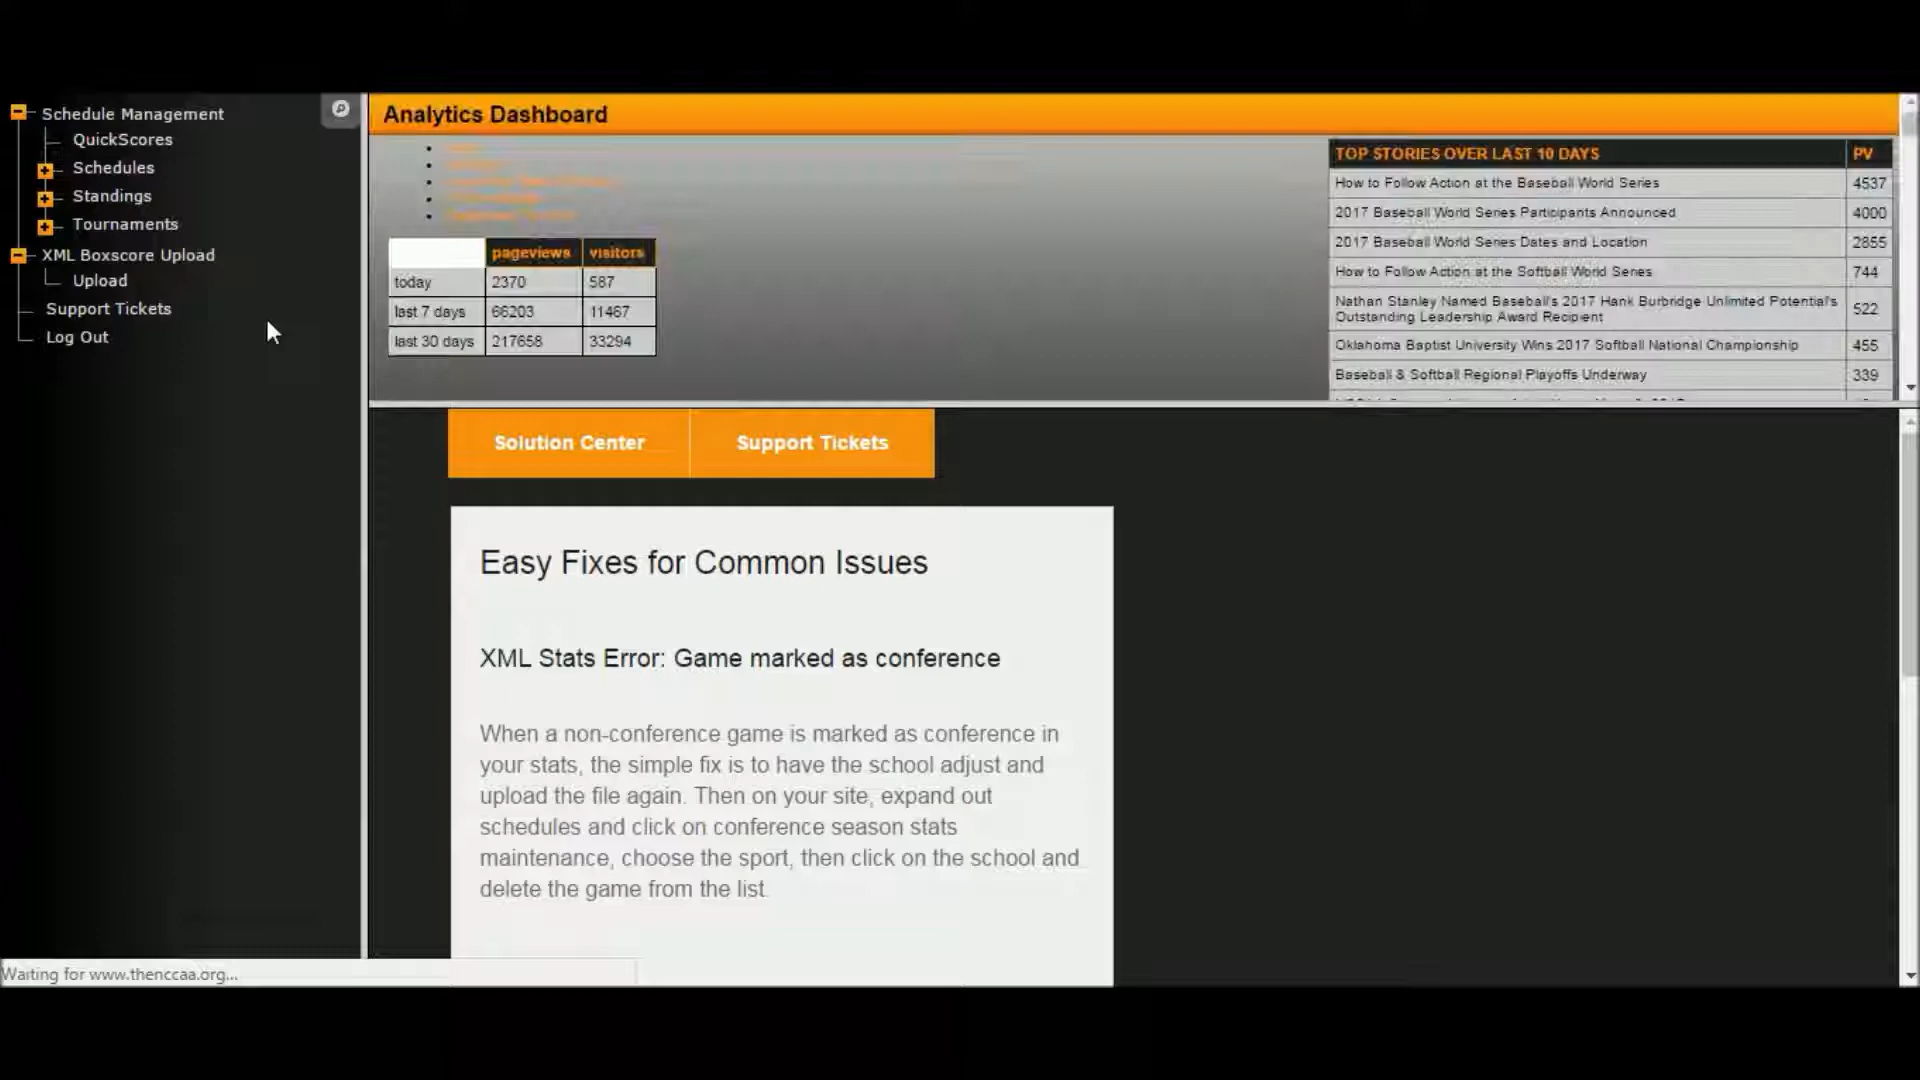 Schedule Management
QuickScores
Schedules
Standings
Tournaments
XML Boxscore Upload
Upload
Support Tickets
Log Out
Analytics Dashboard
pageviews visitors
today 2370 587
last 7 days 66203 11467
last 30 days 217658 33294
TOP STORIES OVER LAST 10 DAYS PV
How to Follow Action at the Baseball World Series 4537
2017 Baseball World Series Participants Announced 4000
2017 Baseball World Series Dates and Location 2855
How to Follow Action at the Softball World Series 744
Nathan Stanley Named Baseball's 2017 Hank Burbridge Unlimited Potential's
Outstanding Leadership Award Recipient 522
Oklahoma Baptist University Wins 2017 Softball National Championship 455
Baseball & Softball Regional Playoffs Underway 339
Solution Center Support Tickets
Easy Fixes for Common Issues
XML Stats Error: Game marked as conference
When a non-conference game is marked as conference in
your stats, the simple fix is to have the school adjust and
upload the file again. Then on your site, expand out
schedules and click on conference season stats
maintenance, choose the sport, then click on the school and
delete the game from the list.
Waiting for www.thenccaa.org...